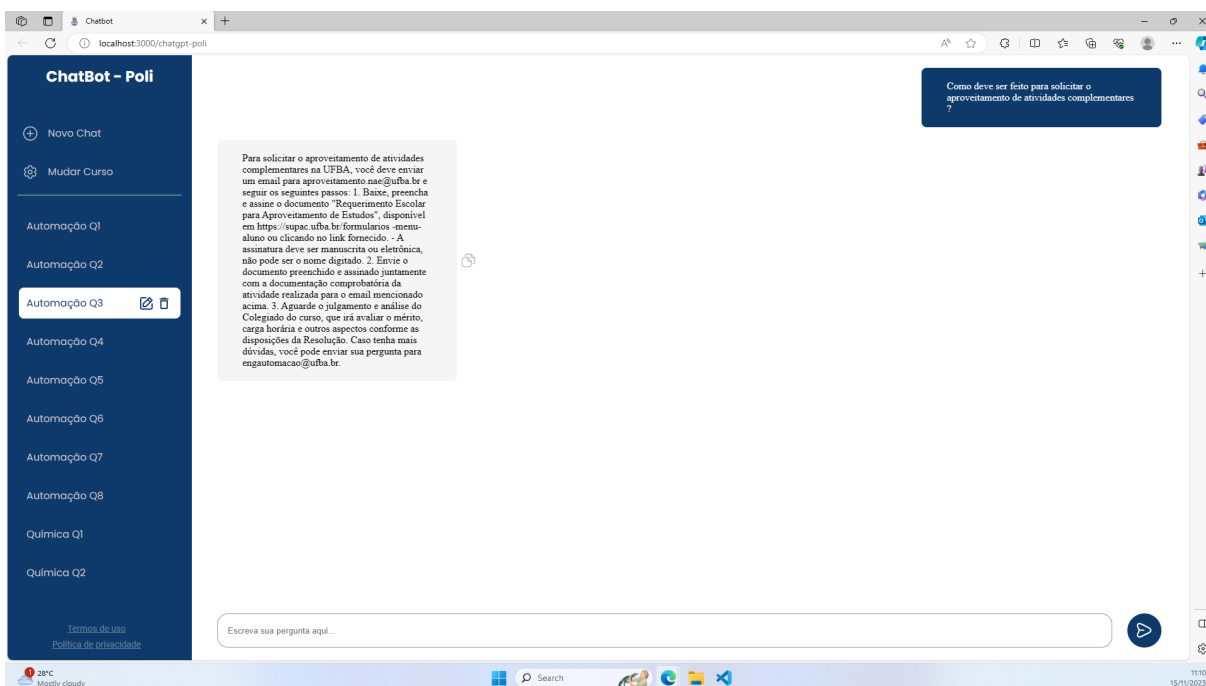 Chatbot
localhost:3000/chatgpt-poli
ChatBot - Poli
Novo Chat
Mudar Curso
Automação Q1
Automação Q2
Automação Q3
Automação Q4
Automação Q5
Automação Q6
Automação Q7
Automação Q8
Química Q1
Química Q2
Termos de uso
Política de privacidade
Como deve ser feito para solicitar o
aproveitamento de atividades complementares
?
Para solicitar o aproveitamento de atividades
complementares na UFBA, você deve enviar
um email para aproveitamento.nae@ufba.br e
seguir os seguintes passos: 1. Baixe, preencha
e assine o documento "Requerimento Escolar
para Aproveitamento de Estudos", disponível
em https://supac.ufba.br/formularios -menu-
aluno ou clicando no link fornecido. - A
assinatura deve ser manuscrita ou eletrônica,
não pode ser o nome digitado. 2. Envie o
documento preenchido e assinado juntamente
com a documentação comprobatória da
atividade realizada para o email mencionado
acima. 3. Aguarde o julgamento e análise do
Colegiado do curso, que irá avaliar o mérito,
carga horária e outros aspectos conforme as
disposições da Resolução. Caso tenha mais
dúvidas, você pode enviar sua pergunta para
engautomacao@ufba.br.
Escreva sua pergunta aqui...
1
28°C
Mostly cloudy
Search
11:10
15/11/2023